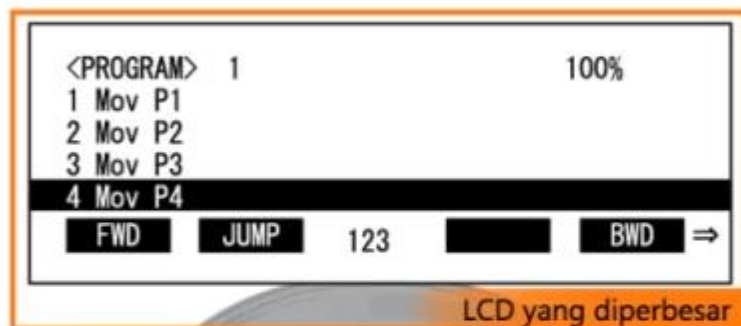 <PROGRAM> 1 100%
1 Mov P1
2 Mov P2
3 Mov P3
4 Mov P4
FWD JUMP 123 BWD ⇒
LCD yang diperbesar